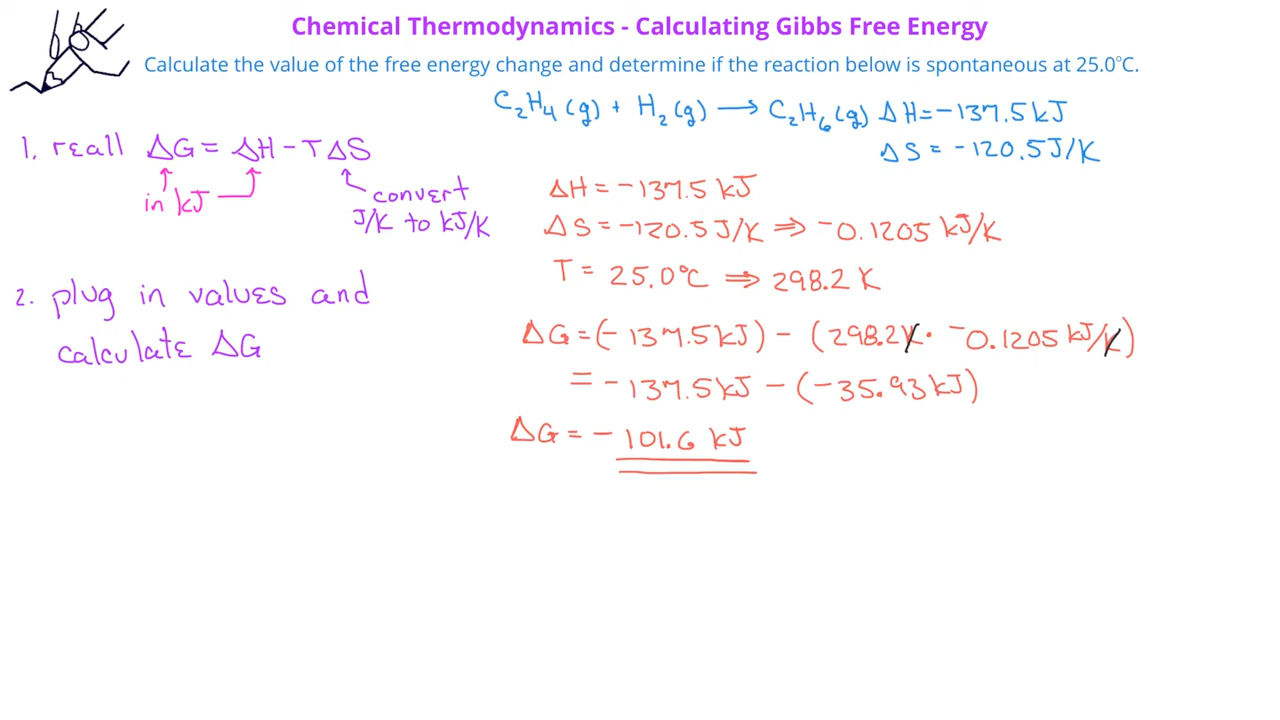 Chemical Thermodynamics - Calculating Gibbs Free Energy
Calculate the value of the free energy change and determine if the reaction below is spontaneous at 25.0°C.
C₂H₄(g) + H₂(g) ⟶ C₂H₆(g) ΔH = -137.5 kJ
ΔS = -120.5 J/K
1. reall ΔG = ΔH - TΔS
in kJ
convert
J/K to kJ/K
2. plug in values and
calculate ΔG
ΔH = -137.5 kJ
ΔS = -120.5 J/K ⇒ -0.1205 kJ/K
T = 25.0°C ⇒ 298.2 K
ΔG = (-137.5 kJ) - (298.2 K · -0.1205 kJ/K)
= -137.5 kJ - (-35.93 kJ)
ΔG = -101.6 kJ